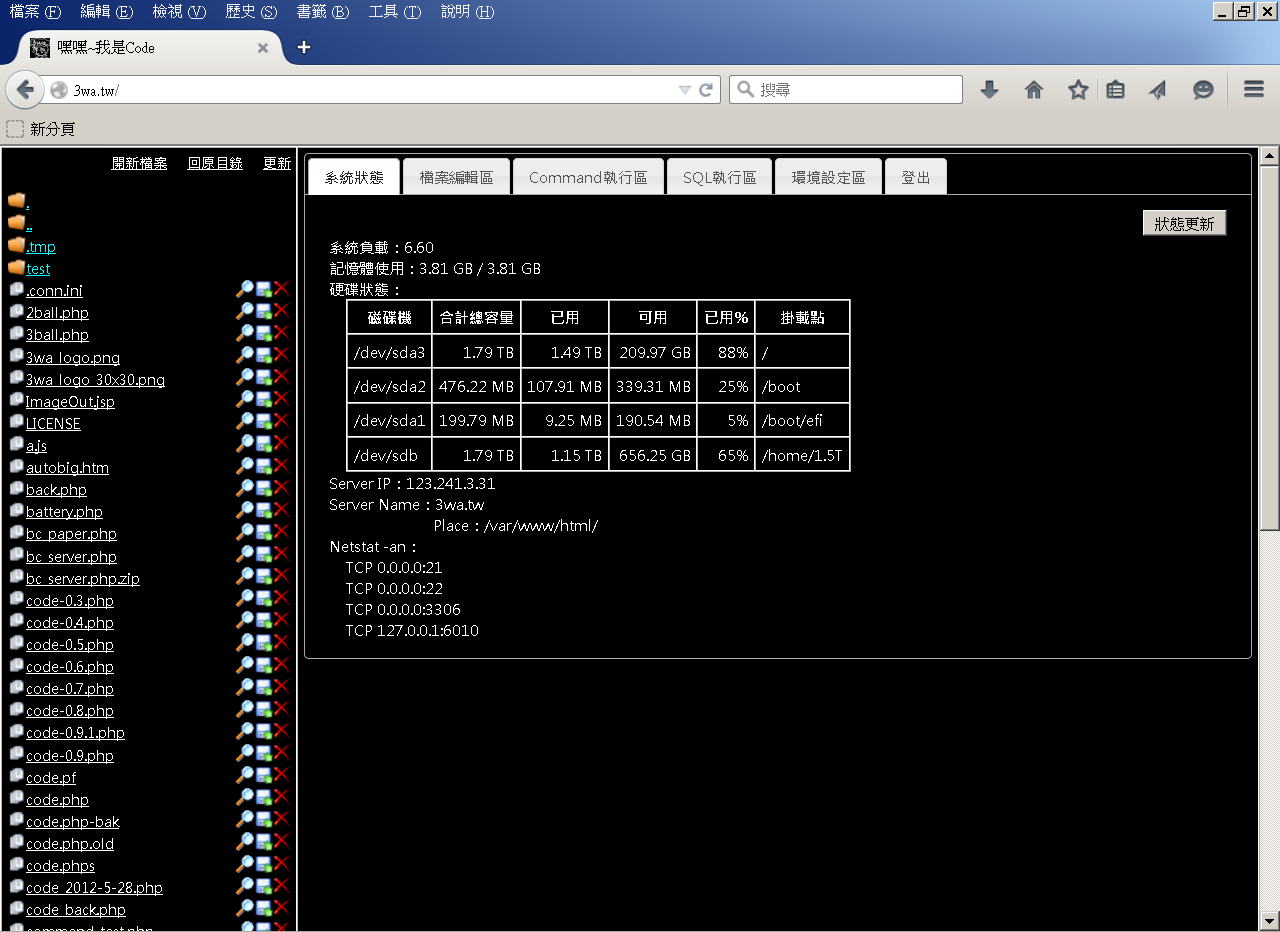 檔案 (F) 編輯 (E) 檢視 (V) 歷史 (S) 書籤 (B) 工具 (T) 說明 (H)
嘿嘿~我是Code
3wa.tw/
搜尋
新分頁
開新檔案 回原目錄 更新
.
..
.tmp
test
.conn.ini
2ball.php
3ball.php
3wa_logo.png
3wa_logo_30x30.png
ImageOut.jsp
LICENSE
a.js
autobig.htm
back.php
battery.php
bc_paper.php
bc_server.php
bc_server.php.zip
code-0.3.php
code-0.4.php
code-0.5.php
code-0.6.php
code-0.7.php
code-0.8.php
code-0.9.1.php
code-0.9.php
code.pf
code.php
code.php-bak
code.php.old
code.phps
code_2012-5-28.php
code_back.php
command_test.php
系統狀態 檔案編輯區 Command執行區 SQL執行區 環境設定區 登出
狀態更新
系統負載：6.60
記憶體使用：3.81 GB / 3.81 GB
硬碟狀態：
磁碟機 合計總容量 已用 可用 已用% 掛載點
/dev/sda3 1.79 TB 1.49 TB 209.97 GB 88% /
/dev/sda2 476.22 MB 107.91 MB 339.31 MB 25% /boot
/dev/sda1 199.79 MB 9.25 MB 190.54 MB 5% /boot/efi
/dev/sdb 1.79 TB 1.15 TB 656.25 GB 65% /home/1.5T
Server IP：123.241.3.31
Server Name：3wa.tw
Place：/var/www/html/
Netstat -an：
TCP 0.0.0.0:21
TCP 0.0.0.0:22
TCP 0.0.0.0:3306
TCP 127.0.0.1:6010